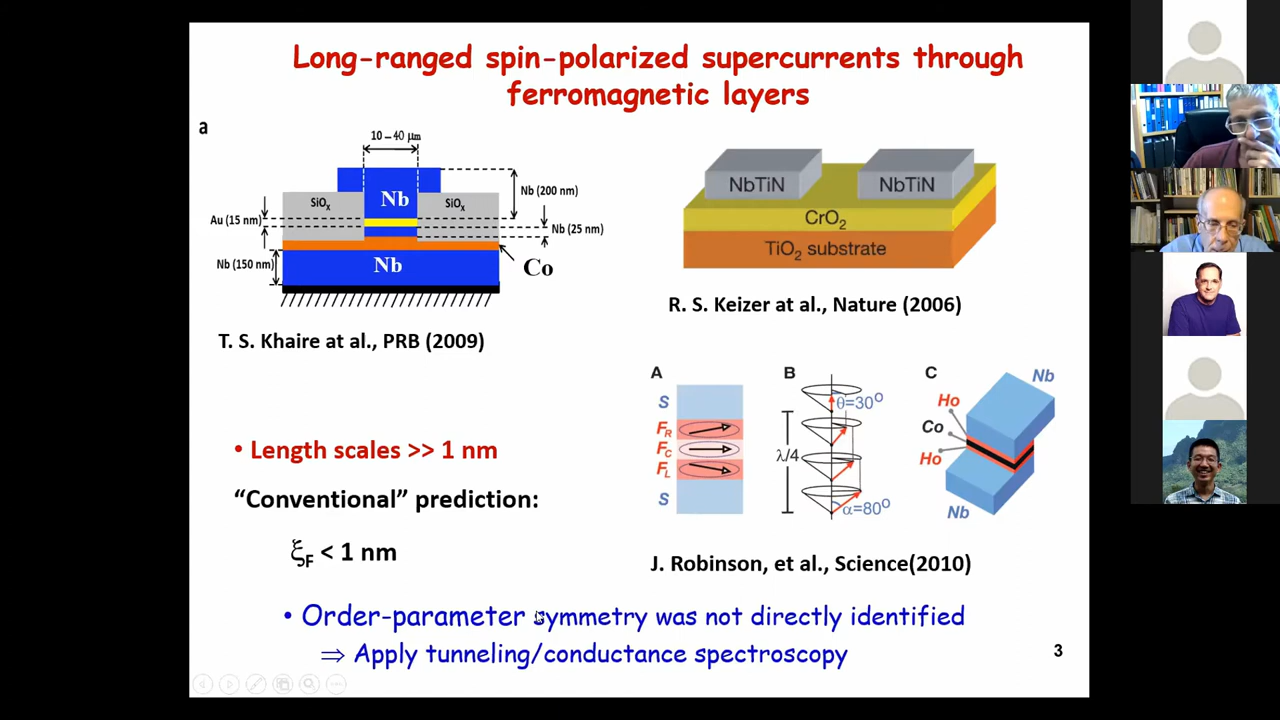 Long-ranged spin-polarized supercurrents through
ferromagnetic layers
a
10 – 40 μm
Nb
SiOx
SiOx
Nb (200 nm)
Au (15 nm)
Nb (25 nm)
Nb (150 nm)
Nb
Co
T. S. Khaire at al., PRB (2009)
NbTiN
NbTiN
CrO2
TiO2 substrate
R. S. Keizer at al., Nature (2006)
A
S
FR
FC
FL
S
B
θ=30°
λ/4
α=80°
C
Nb
Ho
Co
Ho
Nb
J. Robinson, et al., Science(2010)
• Length scales >> 1 nm
“Conventional” prediction:
ξF < 1 nm
• Order-parameter symmetry was not directly identified
⇒ Apply tunneling/conductance spectroscopy
3